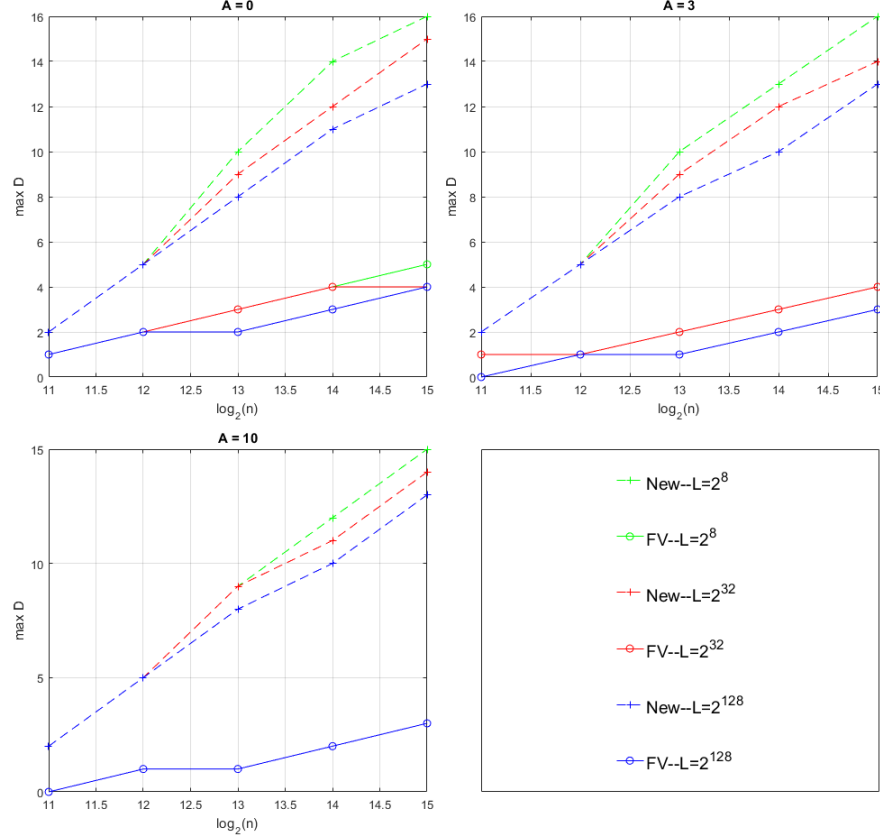 A = 0
16
14
12
10
8
6
4
2
0
max D
11 11.5 12 12.5 13 13.5 14 14.5 15
log2(n)
A = 3
16
14
12
10
8
6
4
2
0
max D
11 11.5 12 12.5 13 13.5 14 14.5 15
log2(n)
A = 10
15
10
5
0
max D
11 11.5 12 12.5 13 13.5 14 14.5 15
log2(n)
New--L=2^8
FV--L=2^8
New--L=2^32
FV--L=2^32
New--L=2^128
FV--L=2^128